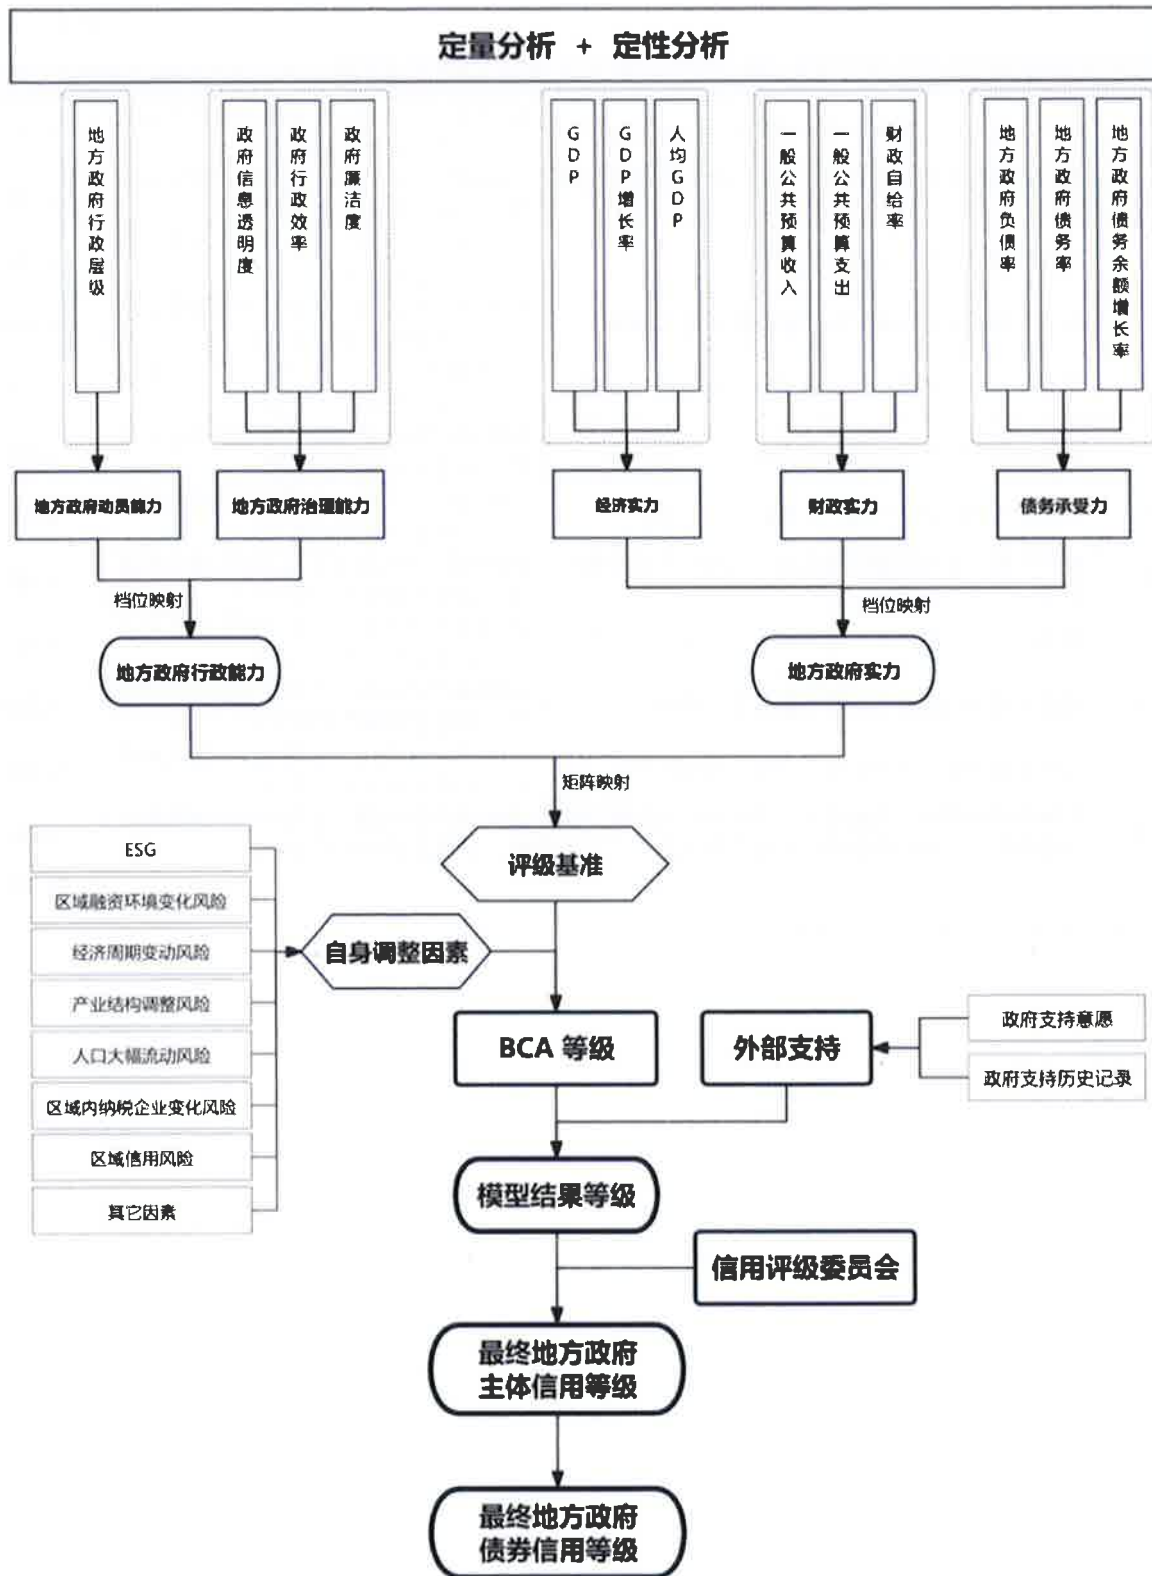 定量分析 + 定性分析
地方政府行政层级
政府信息透明度
政府行政效率
政府廉洁度
GDP
GDP增长率
人均GDP
一般公共预算收入
一般公共预算支出
财政自给率
地方政府负债率
地方政府债务率
地方政府债务余额增长率
地方政府动员能力
地方政府治理能力
经济实力
财政实力
债务承受力
档位映射
档位映射
地方政府行政能力
地方政府实力
矩阵映射
评级基准
ESG
区域融资环境变化风险
经济周期变动风险
产业结构调整风险
人口大幅流动风险
区域内纳税企业变化风险
区域信用风险
其它因素
自身调整因素
BCA 等级
外部支持
政府支持意愿
政府支持历史记录
模型结果等级
信用评级委员会
最终地方政府
主体信用等级
最终地方政府
债券信用等级